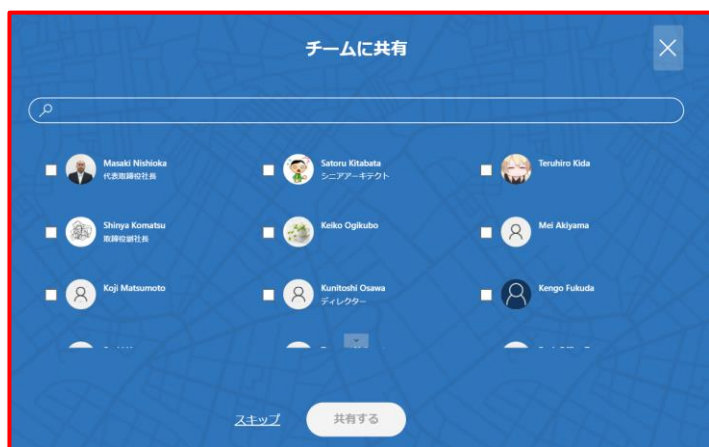 チームに共有
Masaki Nishioka
代表取締役社長
Satoru Kitabata
シニアアーキテクト
Teruhiro Kida
Shinya Komatsu
取締役副社長
Keiko Ogikubo
Mei Akiyama
Koji Matsumoto
Kunitoshi Osawa
ディレクター
Kengo Fukuda
スキップ
共有する